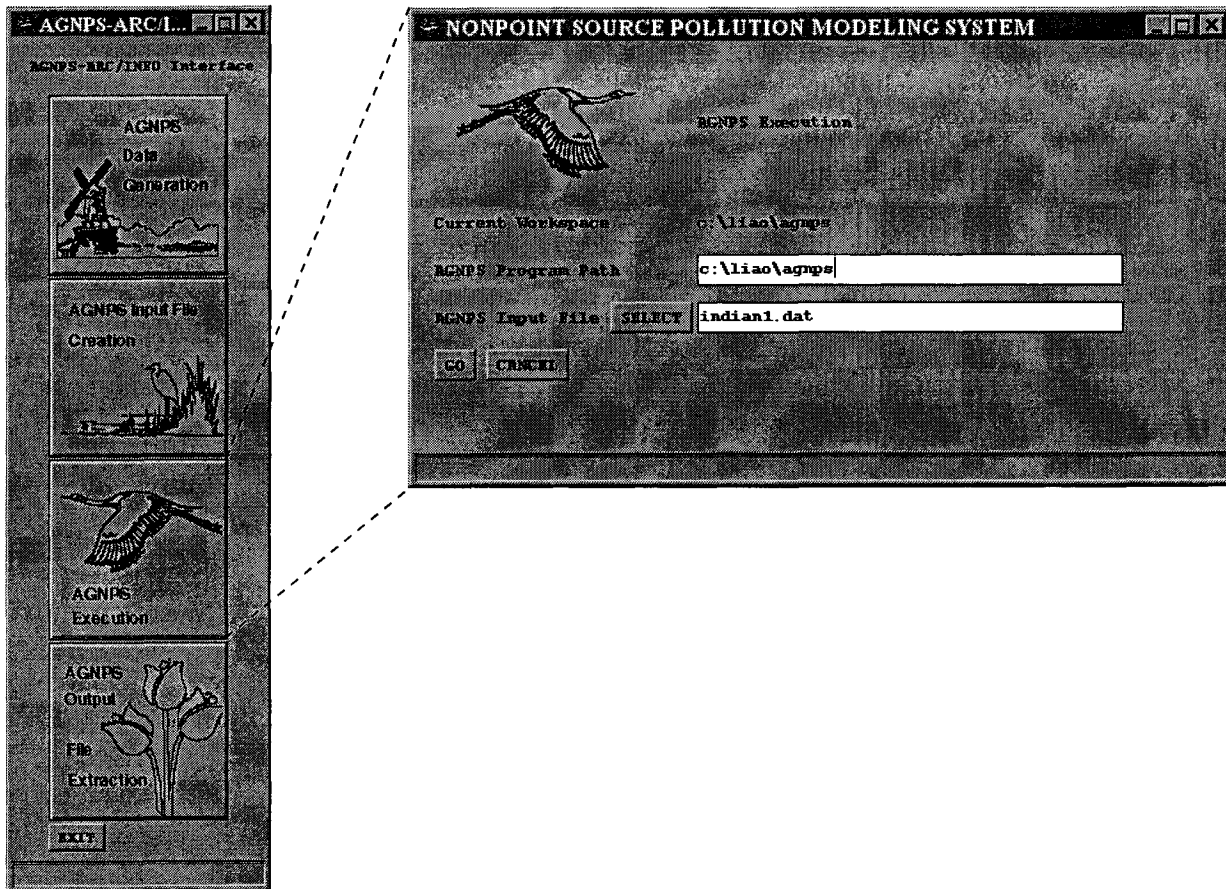 AGNPS-ARC/I...
AGNPS-ARC/INFO Interface
AGNPS
Data
Generation
AGNPS Input File
Creation
AGNPS
Execution
AGNPS
Output
File
Extraction
EXIT
NONPOINT SOURCE POLLUTION MODELING SYSTEM
AGNPS Execution
Current Workspace c:\liao\agnps
AGNPS Program Path c:\liao\agnps
AGNPS Input File SELECT indian1.dat
GO CANCEL